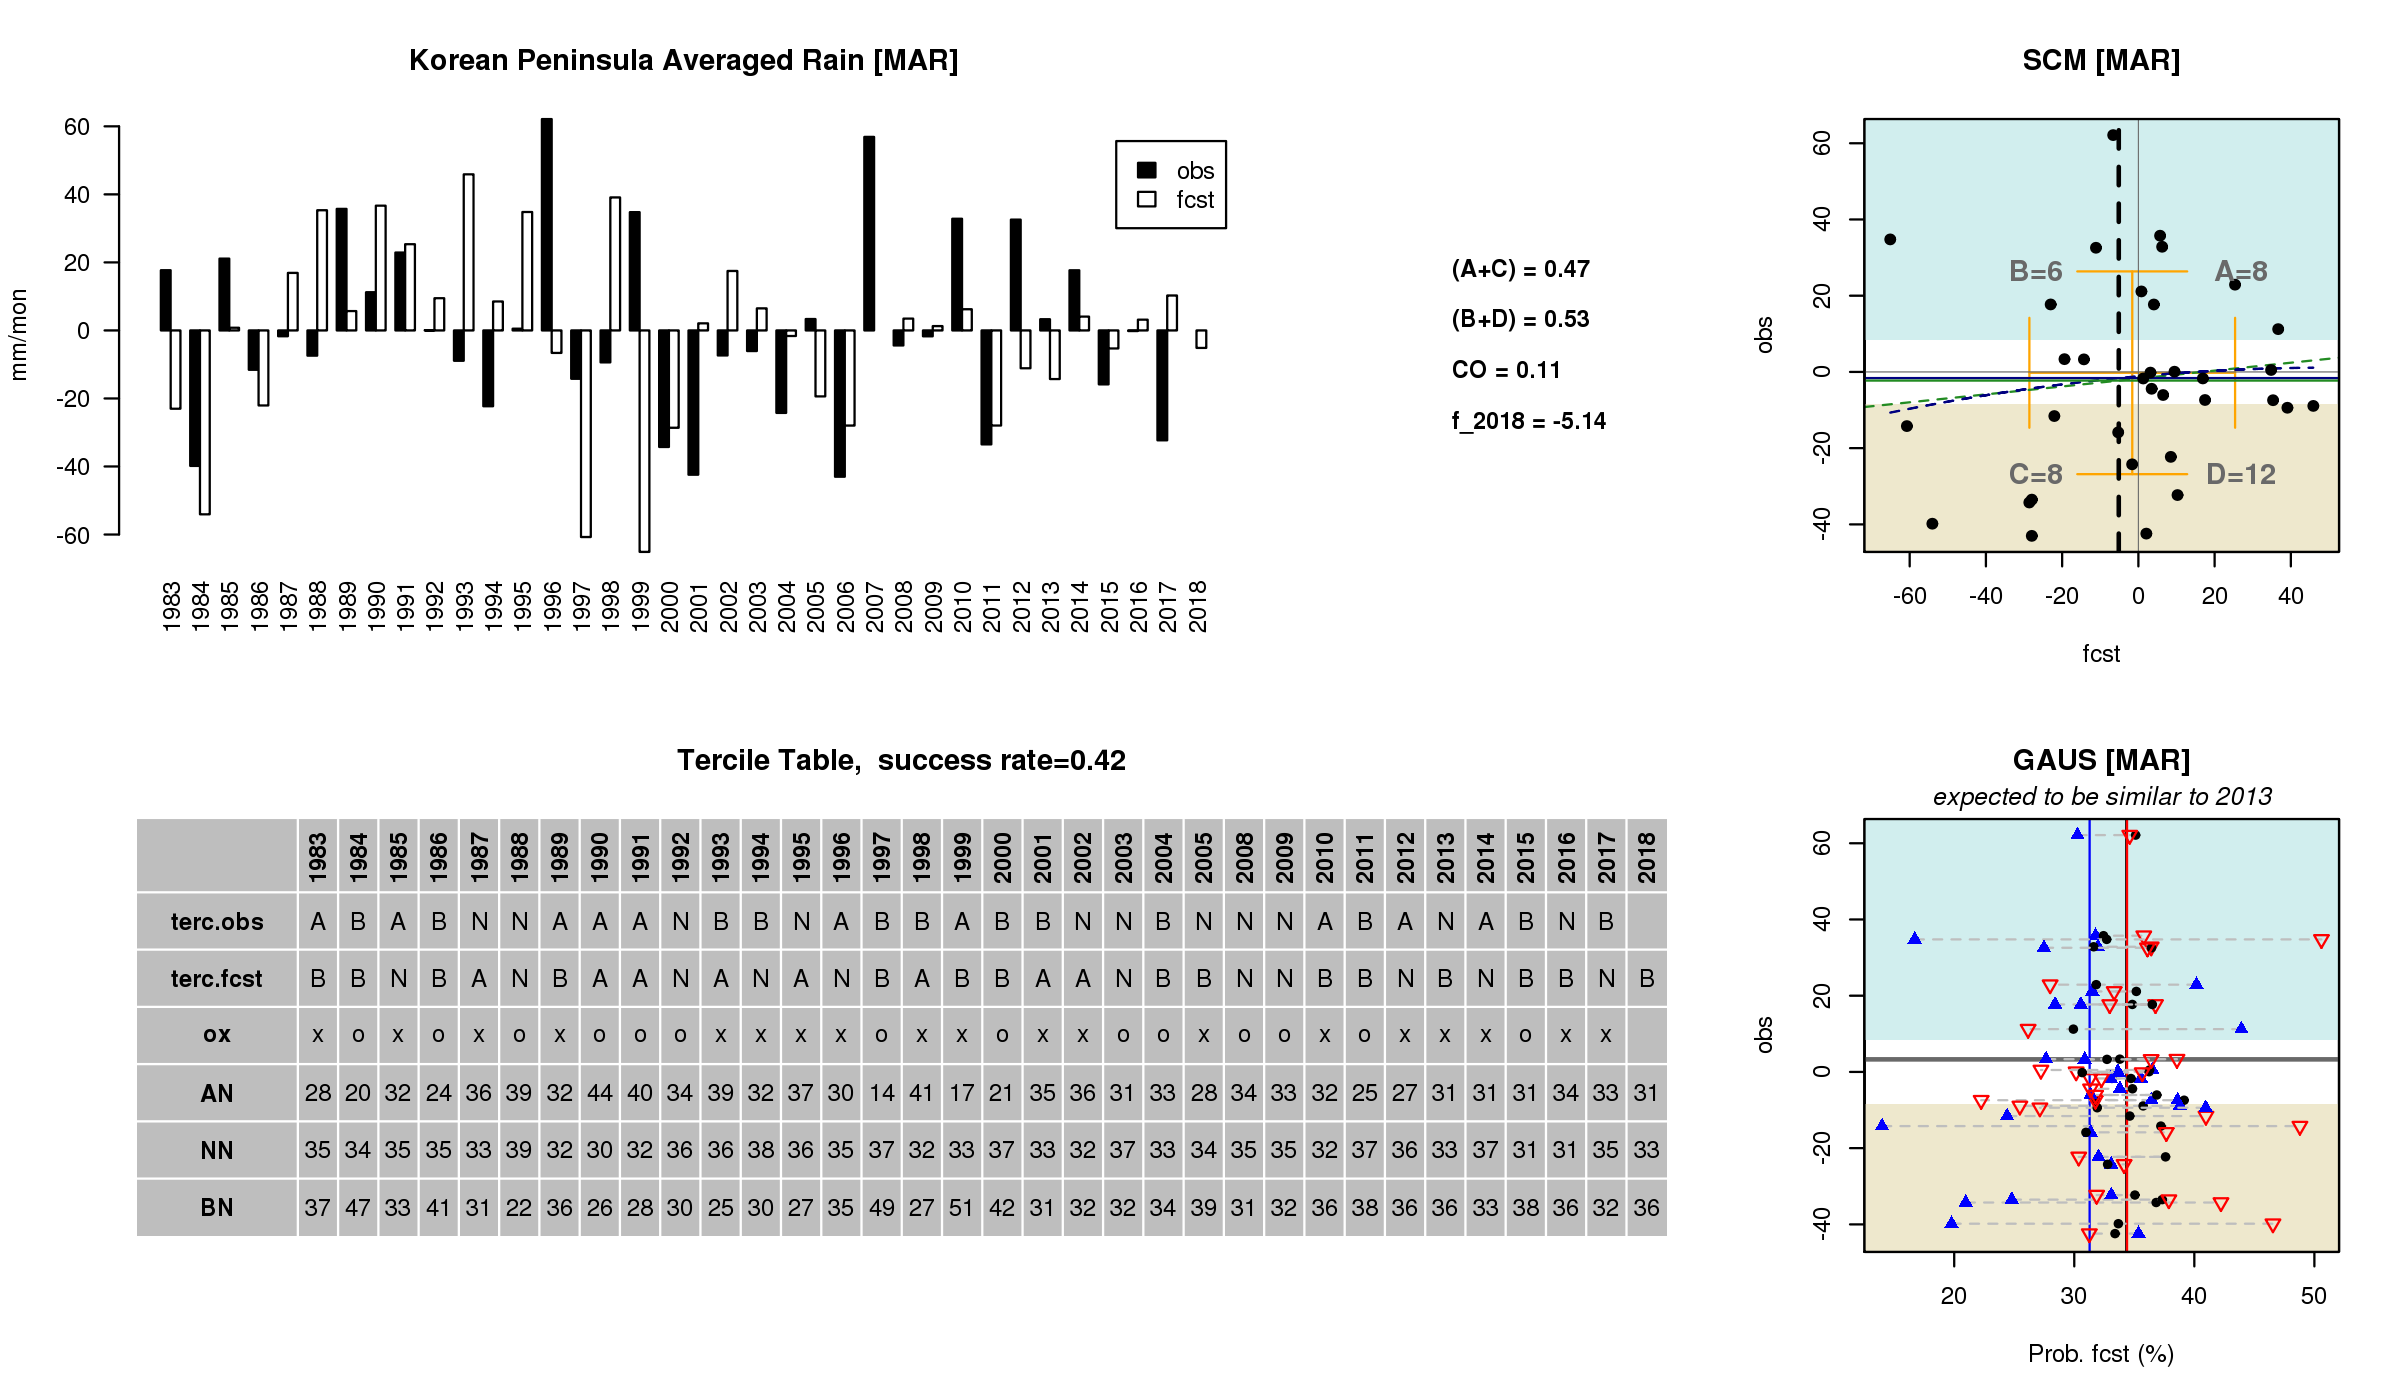 Korean Peninsula Averaged Rain [MAR]
mm/mon
60
40
20
0
-20
-40
-60
obs
fcst
1983 1984 1985 1986 1987 1988 1989 1990 1991 1992 1993 1994 1995 1996 1997 1998 1999 2000 2001 2002 2003 2004 2005 2006 2007 2008 2009 2010 2011 2012 2013 2014 2015 2016 2017 2018
(A+C) = 0.47
(B+D) = 0.53
CO = 0.11
f_2018 = -5.14
SCM [MAR]
obs
60
40
20
0
-20
-40
B=6
A=8
C=8
D=12
-60 -40 -20 0 20 40
fcst
Tercile Table,  success rate=0.42
1983 1984 1985 1986 1987 1988 1989 1990 1991 1992 1993 1994 1995 1996 1997 1998 1999 2000 2001 2002 2003 2004 2005 2008 2009 2010 2011 2012 2013 2014 2015 2016 2017 2018
terc.obs A B A B N N A A A N B B N A B B A B B N N B N N N A B A N A B N B
terc.fcst B B N B A N B A A N A N A N B A B B A A N B B N N B B N B N B B N B
ox x o x o x o x o o o x x x x o x x o x x o o x o o x o x x x o x x
AN 28 20 32 24 36 39 32 44 40 34 39 32 37 30 14 41 17 21 35 36 31 33 28 34 33 32 25 27 31 31 31 34 33 31
NN 35 34 35 35 33 39 32 30 32 36 36 38 36 35 37 32 33 37 33 32 37 33 34 35 35 32 37 36 33 37 31 31 35 33
BN 37 47 33 41 31 22 36 26 28 30 25 30 27 35 49 27 51 42 31 32 32 34 39 31 32 36 38 36 36 33 38 36 32 36
GAUS [MAR]
expected to be similar to 2013
obs
60
40
20
0
-20
-40
20 30 40 50
Prob. fcst (%)